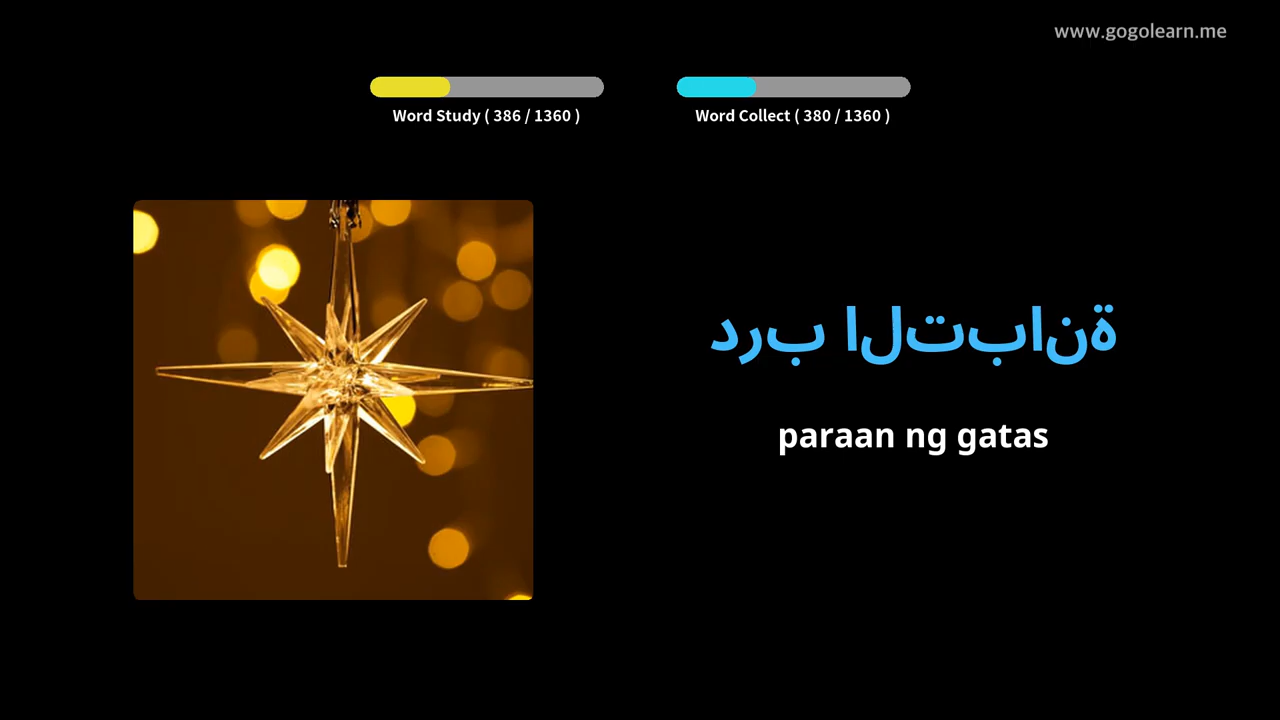 www.gogolearn.me
Word Study ( 386 / 1360 )
Word Collect ( 380 / 1360 )
درب التبانة
paraan ng gatas